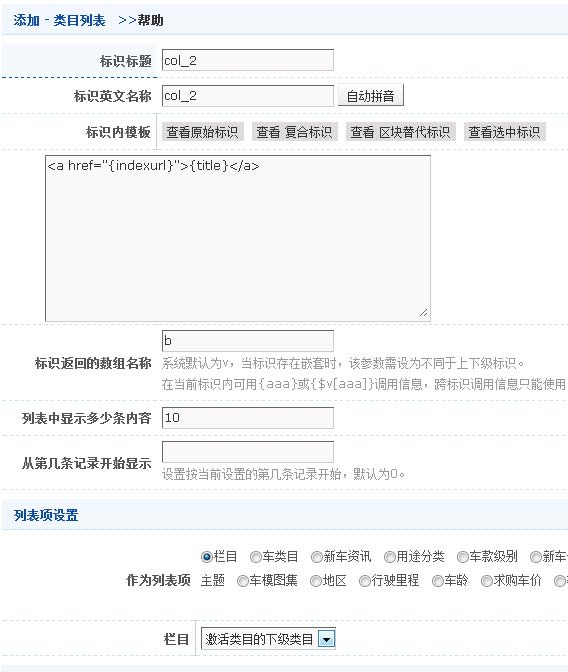 添加 - 类目列表 >>帮助
标识标题 col_2
标识英文名称 col_2 自动拼音
标识内模板 查看原始标识 查看 复合标识 查看 区块替代标识 查看选中标识
<a href="{indexurl}">{title}</a>
标识返回的数组名称 b
系统默认为v，当标识存在嵌套时，该参数需设为不同于上下级标识。
在当前标识内可用{aaa}或{$v[aaa]}调用信息，跨标识调用信息只能使用
列表中显示多少条内容 10
从第几条记录开始显示
设置按当前设置的第几条记录开始，默认为0。
列表项设置
栏目 车类目 新车资讯 用途分类 车款级别 新车
作为列表项 主题 车模图集 地区 行驶里程 车龄 求购车价
栏目 激活类目的下级类目